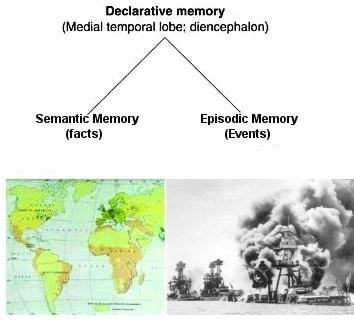 Declarative memory
(Medial temporal lobe; diencephalon)
Semantic Memory
(facts)
Episodic Memory
(Events)